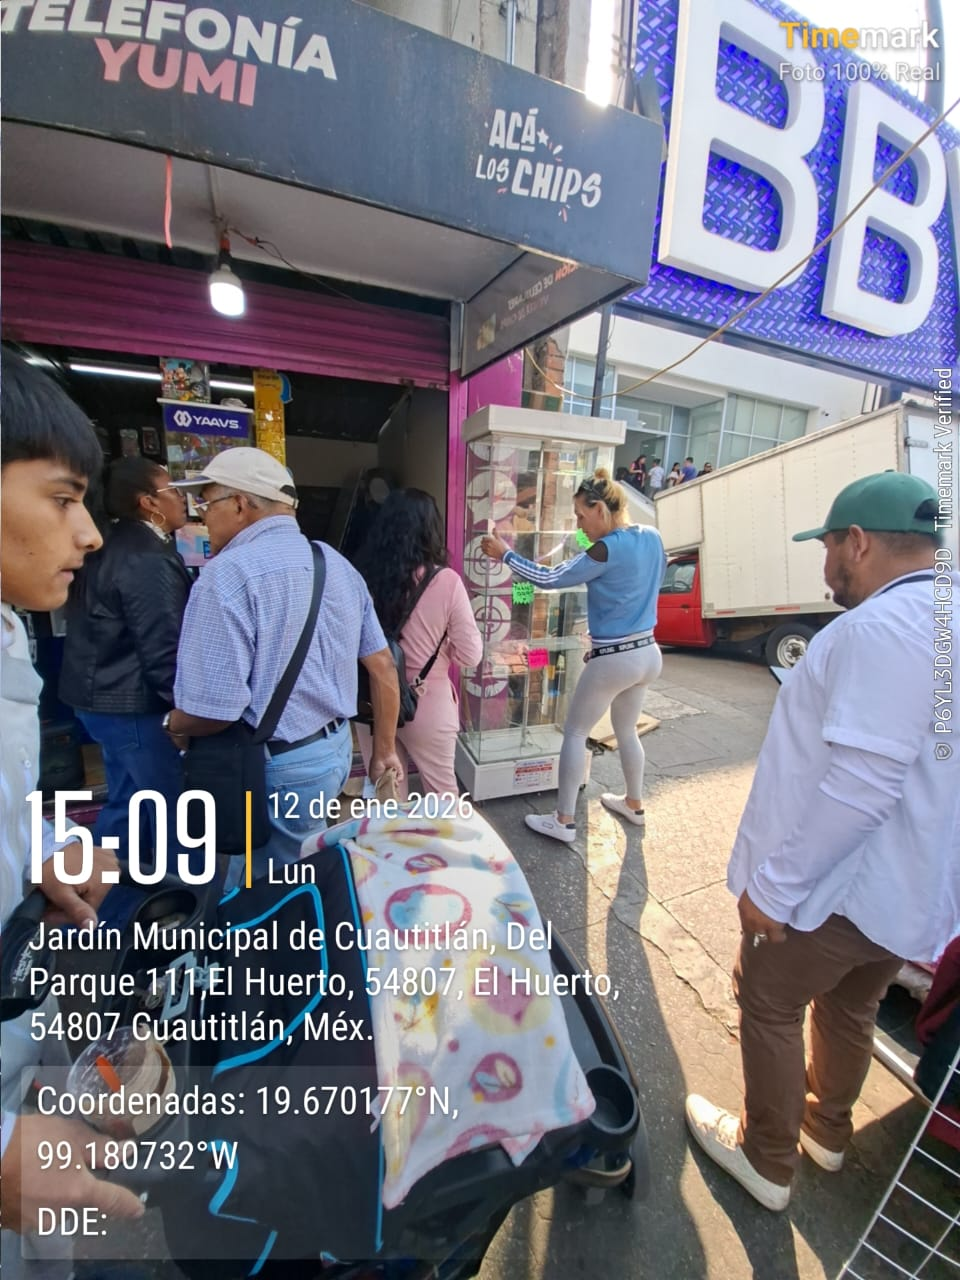 TELEFONÍA
YUMI
ACÁ
LOS CHIPS
BB
Timemark
Foto 100% Real
YAAVS
15:09
12 de ene 2026
Lun
Jardín Municipal de Cuautitlán, Del
Parque 111,El Huerto, 54807, El Huerto,
54807 Cuautitlán, Méx.
Coordenadas: 19.670177°N,
99.180732°W
DDE:
P6YL3DGW4HCD9D Timemark Verified